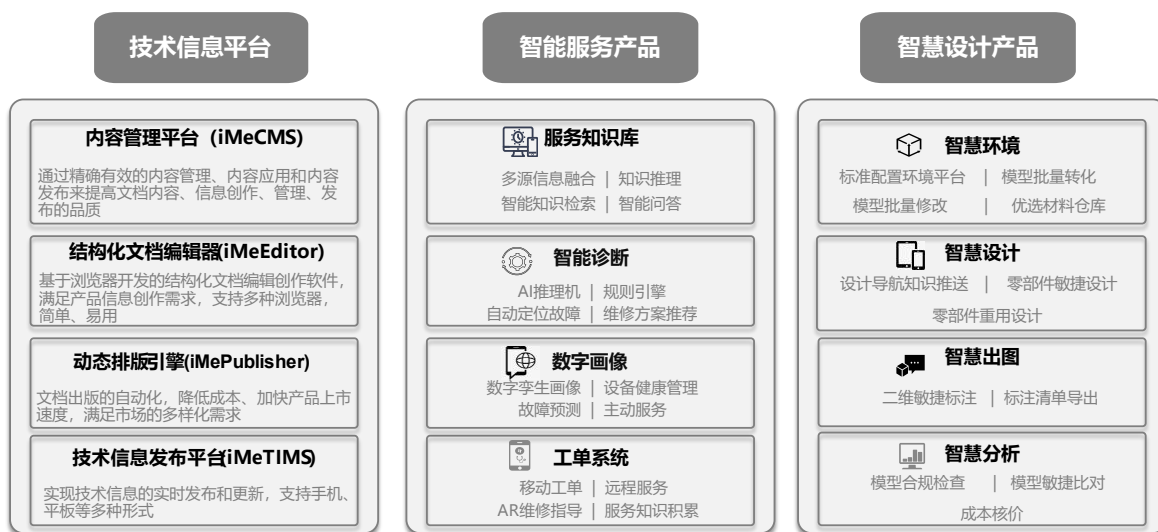 技术信息平台
内容管理平台（iMeCMS)
通过精确有效的内容管理、内容应用和内容
发布来提高文档内容、信息创作、管理、发
布的品质
结构化文档编辑器(iMeEditor)
基于浏览器开发的结构化文档编辑创作软件，
满足产品信息创作需求，支持多种浏览器，
简单、易用
动态排版引擎(iMePublisher)
文档出版的自动化，降低成本、加快产品上市
速度，满足市场的多样化需求
技术信息发布平台(iMeTIMS)
实现技术信息的实时发布和更新，支持手机、
平板等多种形式
智能服务产品
服务知识库
多源信息融合 | 知识推理
智能知识检索 | 智能问答
智能诊断
AI推理机 | 规则引擎
自动定位故障 | 维修方案推荐
数字画像
数字孪生画像 | 设备健康管理
故障预测 | 主动服务
工单系统
移动工单 | 远程服务
AR维修指导 | 服务知识积累
智慧设计产品
智慧环境
标准配置环境平台 | 模型批量转化
模型批量修改 | 优选材料仓库
智慧设计
设计导航知识推送 | 零部件敏捷设计
零部件重用设计
智慧出图
二维敏捷标注 | 标注清单导出
智慧分析
模型合规检查 | 模型敏捷比对
成本核价